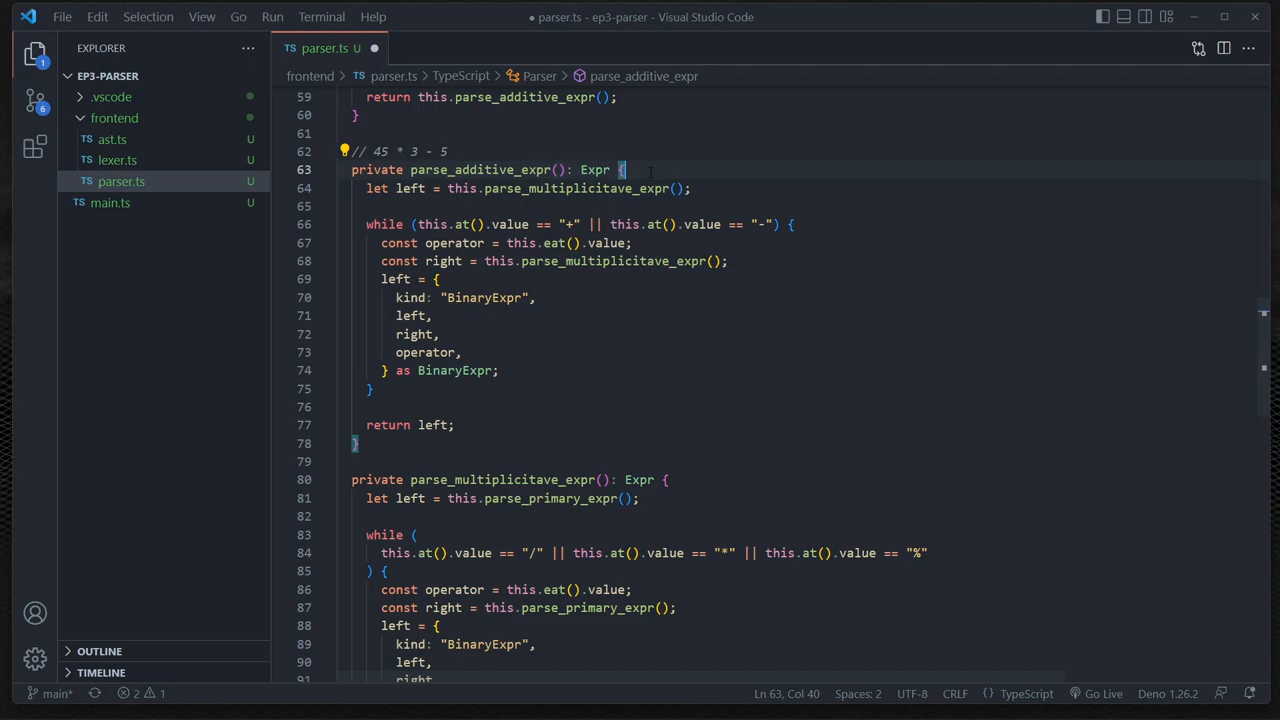 File Edit Selection View Go Run Terminal Help
● parser.ts - ep3-parser - Visual Studio Code
EXPLORER
EP3-PARSER
.vscode
frontend
TS ast.ts U
TS lexer.ts U
TS parser.ts U
TS main.ts U
OUTLINE
TIMELINE
1
6
TS parser.ts U
frontend > TS parser.ts > TypeScript > Parser > parse_additive_expr
59 return this.parse_additive_expr();
60 }
61
62 // 45 * 3 - 5
63 private parse_additive_expr(): Expr {
64 let left = this.parse_multiplicitave_expr();
65
66 while (this.at().value == "+" || this.at().value == "-") {
67 const operator = this.eat().value;
68 const right = this.parse_multiplicitave_expr();
69 left = {
70 kind: "BinaryExpr",
71 left,
72 right,
73 operator,
74 } as BinaryExpr;
75 }
76
77 return left;
78 }
79
80 private parse_multiplicitave_expr(): Expr {
81 let left = this.parse_primary_expr();
82
83 while (
84 this.at().value == "/" || this.at().value == "*" || this.at().value == "%"
85 ) {
86 const operator = this.eat().value;
87 const right = this.parse_primary_expr();
88 left = {
89 kind: "BinaryExpr",
90 left,
91 right
main* 2 1
Ln 63, Col 40 Spaces: 2 UTF-8 CRLF {} TypeScript Go Live Deno 1.26.2